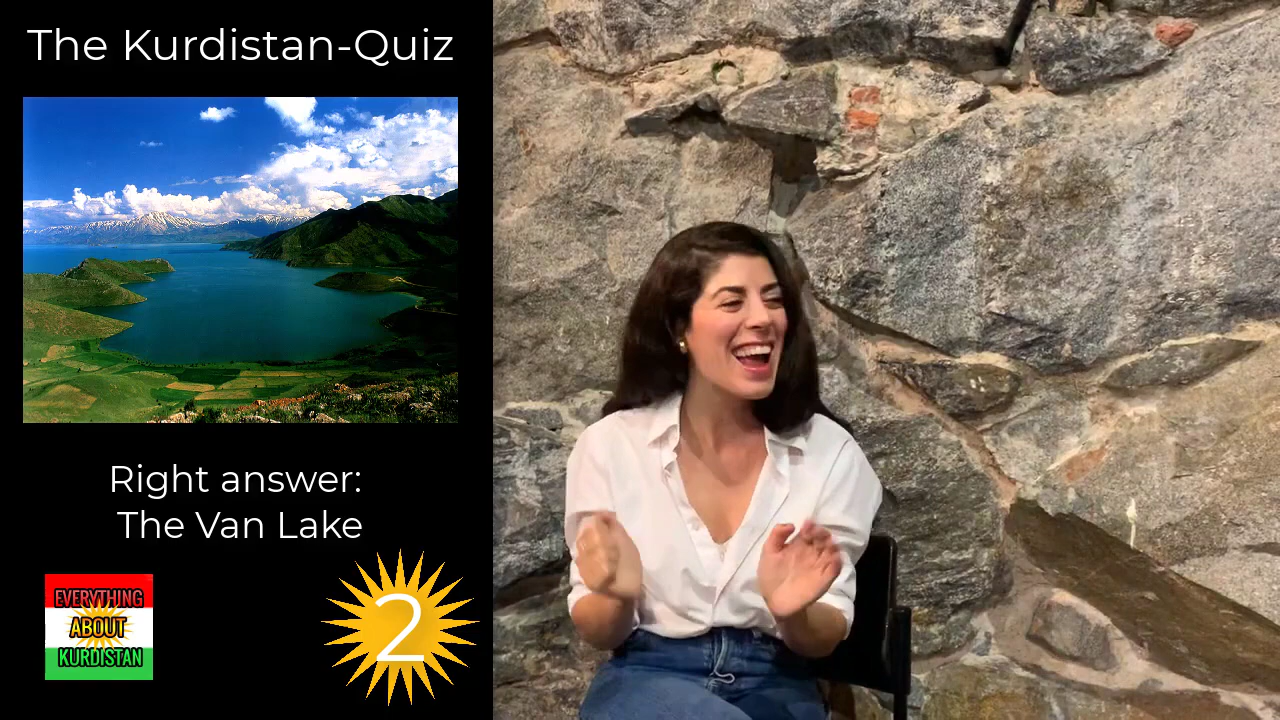 The Kurdistan-Quiz
Right answer:
The Van Lake
EVERYTHING
ABOUT
KURDISTAN
2